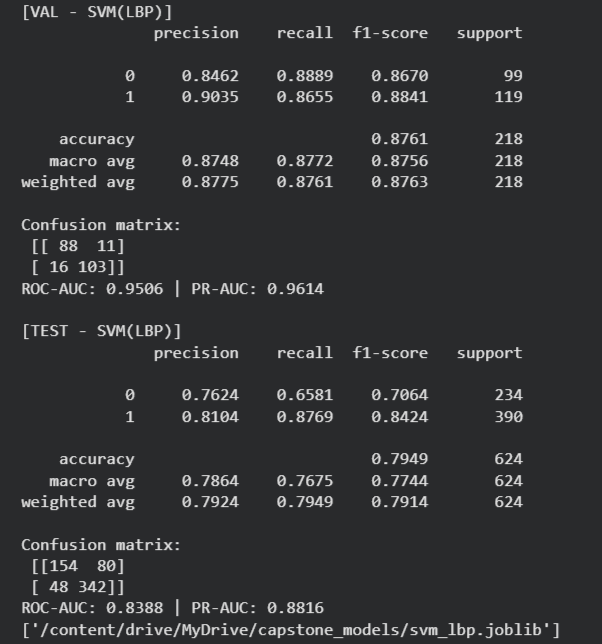 [VAL - SVM(LBP)]
              precision    recall  f1-score   support

           0     0.8462    0.8889    0.8670        99
           1     0.9035    0.8655    0.8841       119

    accuracy                         0.8761       218
   macro avg     0.8748    0.8772    0.8756       218
weighted avg     0.8775    0.8761    0.8763       218

Confusion matrix:
 [[ 88  11]
 [ 16 103]]
ROC-AUC: 0.9506 | PR-AUC: 0.9614

[TEST - SVM(LBP)]
              precision    recall  f1-score   support

           0     0.7624    0.6581    0.7064       234
           1     0.8104    0.8769    0.8424       390

    accuracy                         0.7949       624
   macro avg     0.7864    0.7675    0.7744       624
weighted avg     0.7924    0.7949    0.7914       624

Confusion matrix:
 [[154  80]
 [ 48 342]]
ROC-AUC: 0.8388 | PR-AUC: 0.8816
['/content/drive/MyDrive/capstone_models/svm_lbp.joblib']